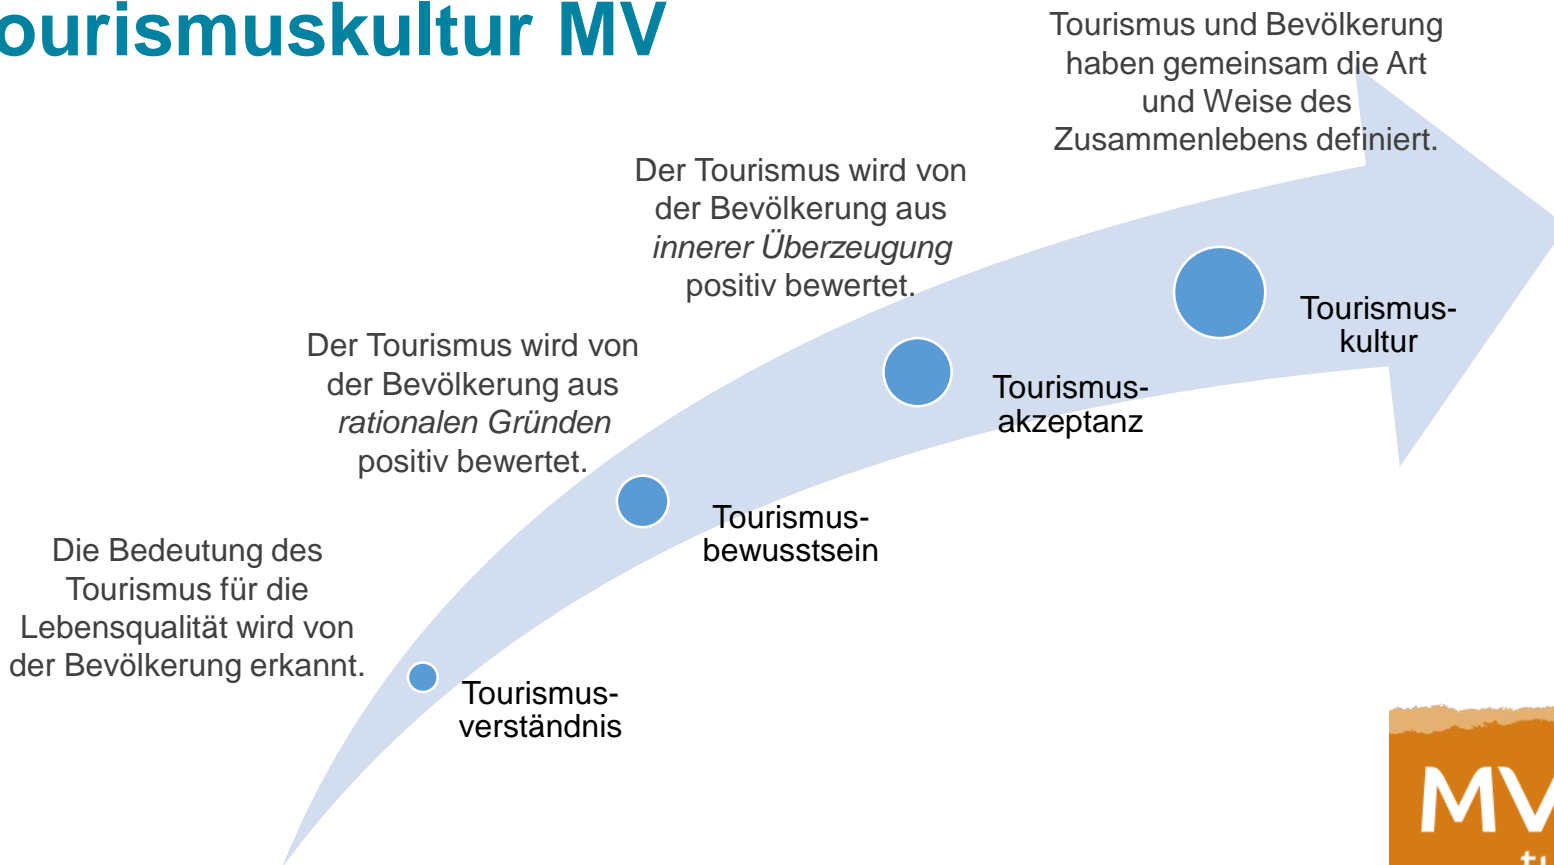 ourismuskultur MV
Tourismus und Bevölkerung
haben gemeinsam die Art
und Weise des
Zusammenlebens definiert.
Der Tourismus wird von
der Bevölkerung aus
innerer Überzeugung
positiv bewertet.
Tourismus-
kultur
Der Tourismus wird von
der Bevölkerung aus
rationalen Gründen
positiv bewertet.
Tourismus-
akzeptanz
Tourismus-
bewusstsein
Die Bedeutung des
Tourismus für die
Lebensqualität wird von
der Bevölkerung erkannt.
Tourismus-
verständnis
MV